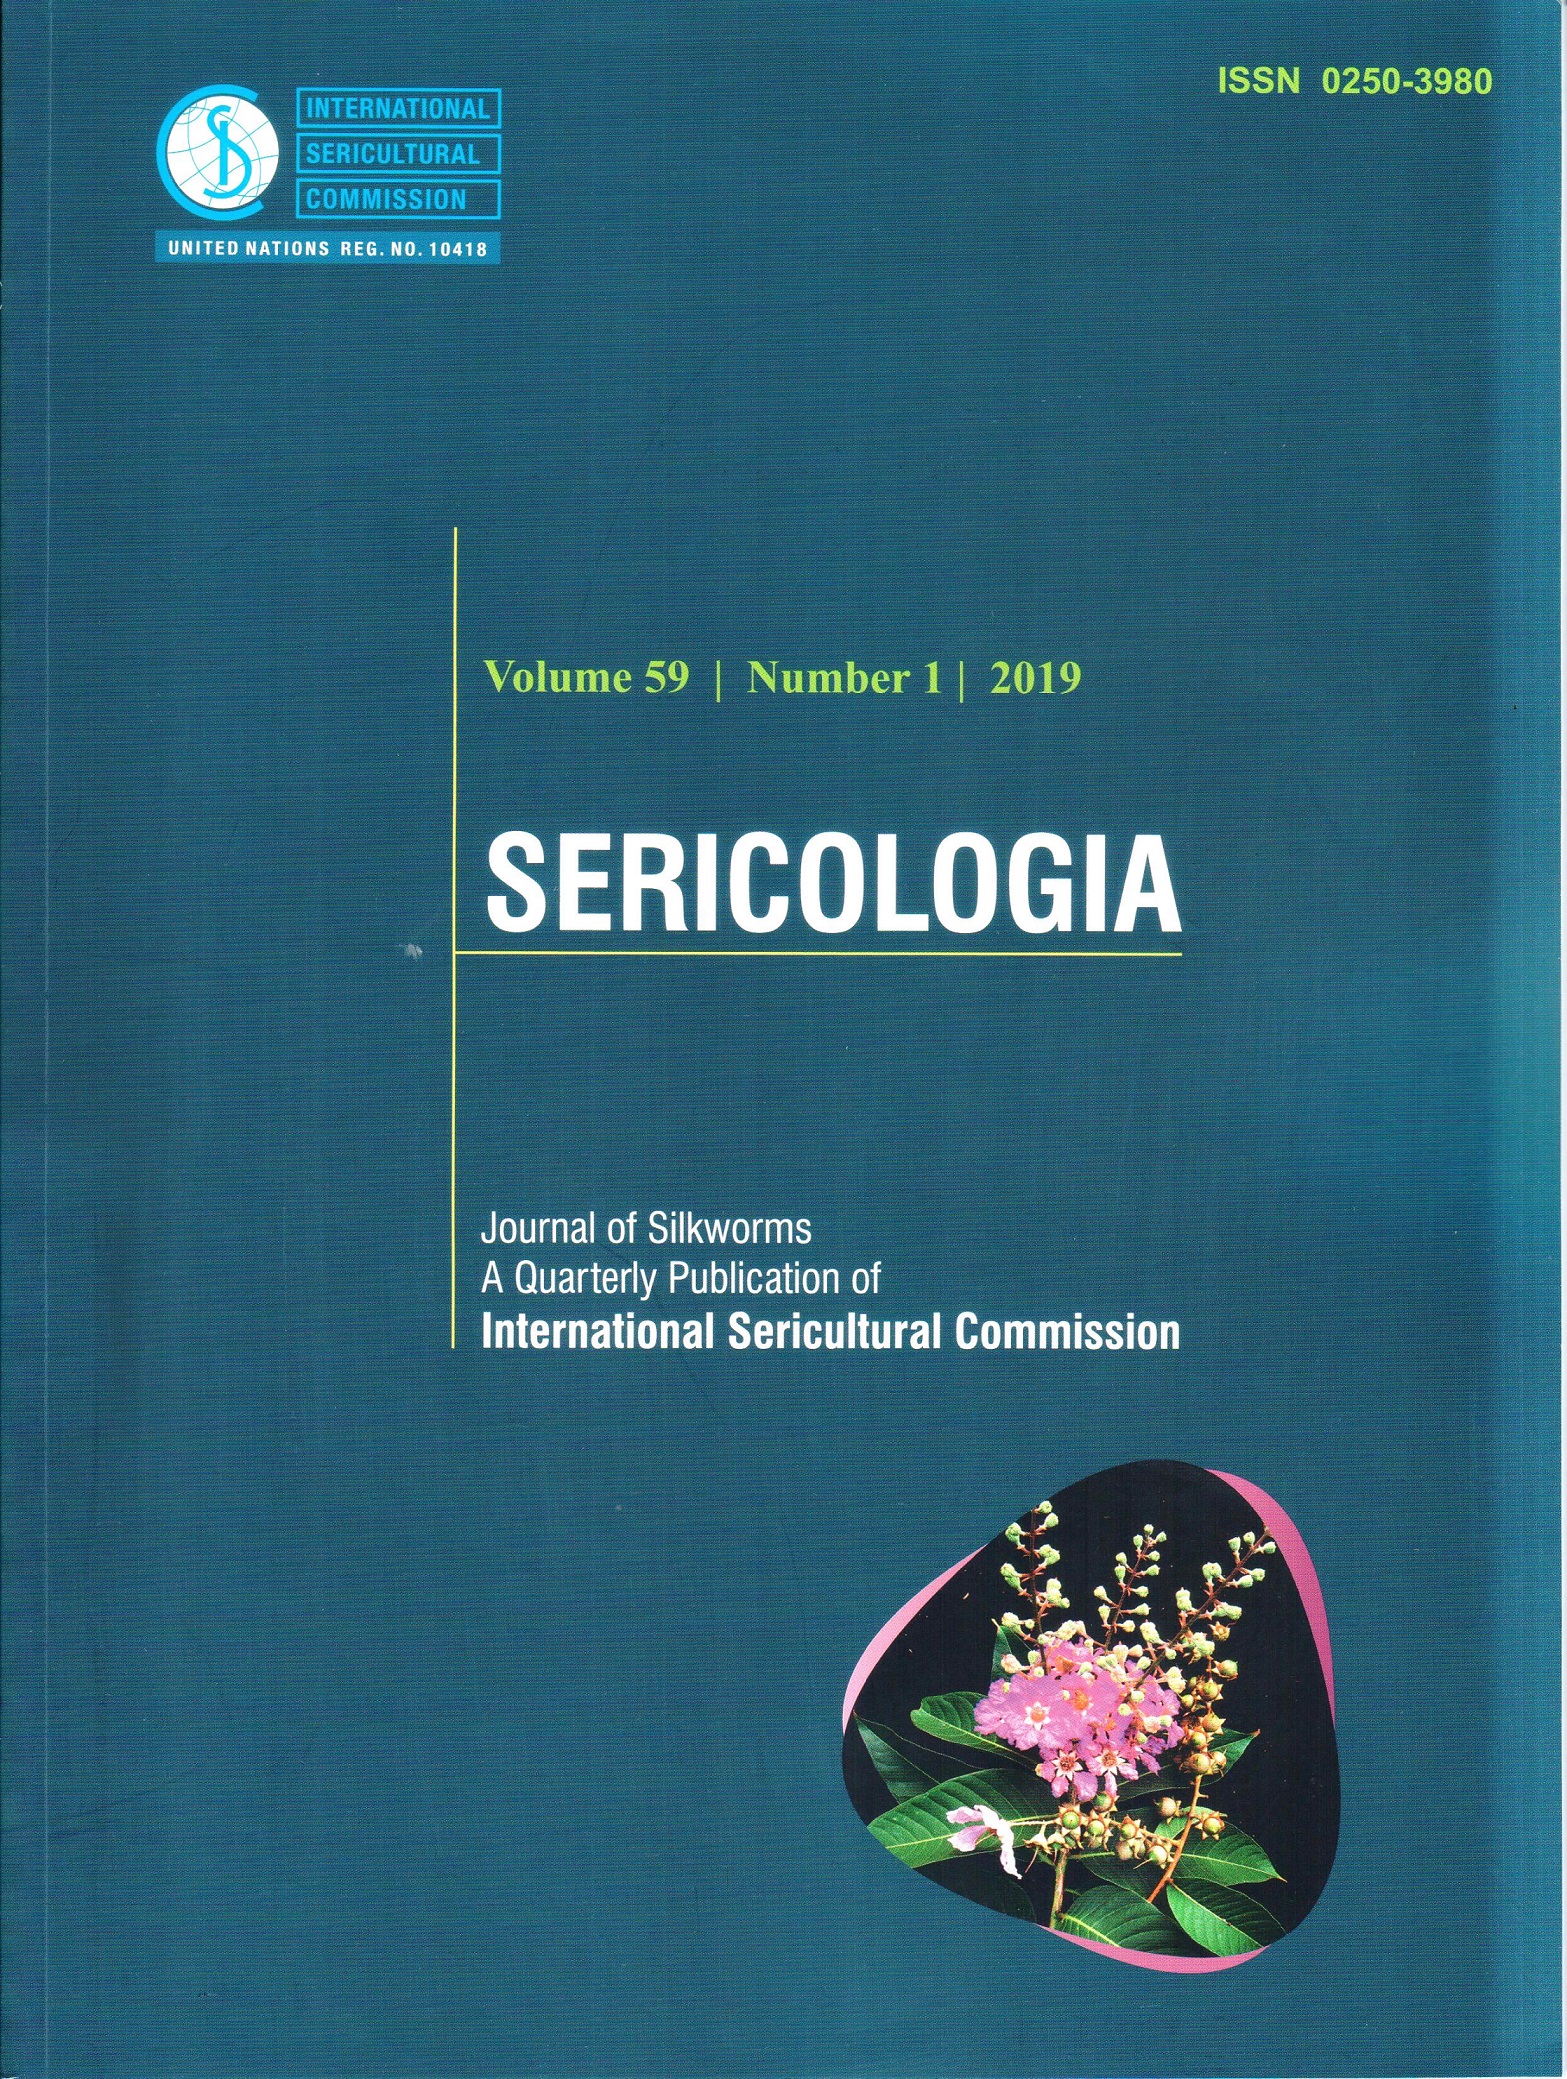 ISSN 0250-3980
INTERNATIONAL
SERICULTURAL
COMMISSION
UNITED NATIONS REG. NO. 10418
Volume 59 | Number 1 | 2019
SERICOLOGIA
Journal of Silkworms
A Quarterly Publication of
International Sericultural Commission